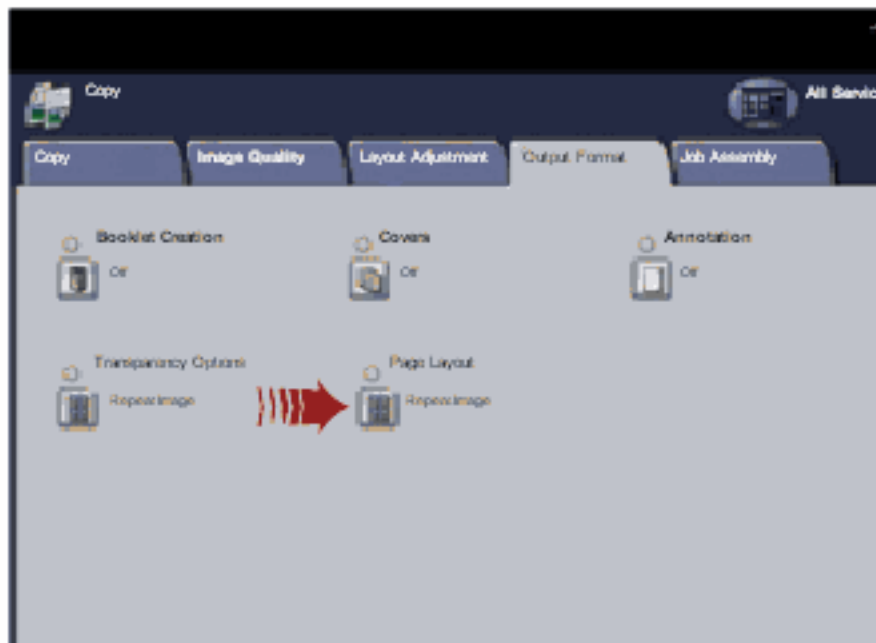 Copy
All Servic
Copy
Image Quality
Layout Adjustment
Output Format
Job Assembly
Booklet Creation
Off
Covers
Off
Annotation
Off
Transparency Options
Repeat Image
Page Layout
Repeat Image